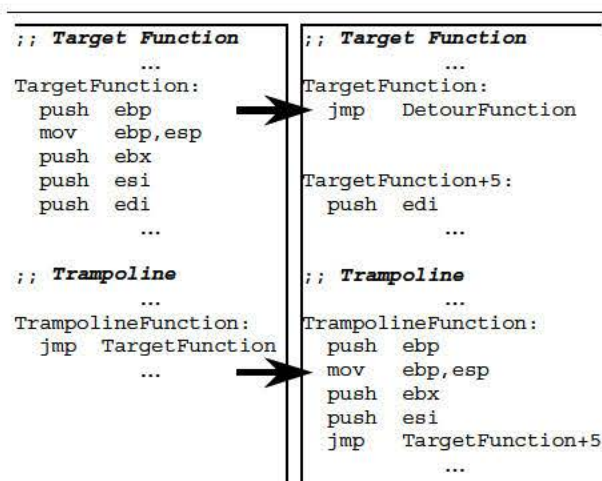 ;; Target Function
...
TargetFunction:
push ebp
mov ebp,esp
push ebx
push esi
push edi
...
;; Trampoline
...
TrampolineFunction:
jmp TargetFunction
...
;; Target Function
...
TargetFunction:
jmp DetourFunction
TargetFunction+5:
push edi
...
;; Trampoline
...
TrampolineFunction:
push ebp
mov ebp,esp
push ebx
push esi
jmp TargetFunction+5
...